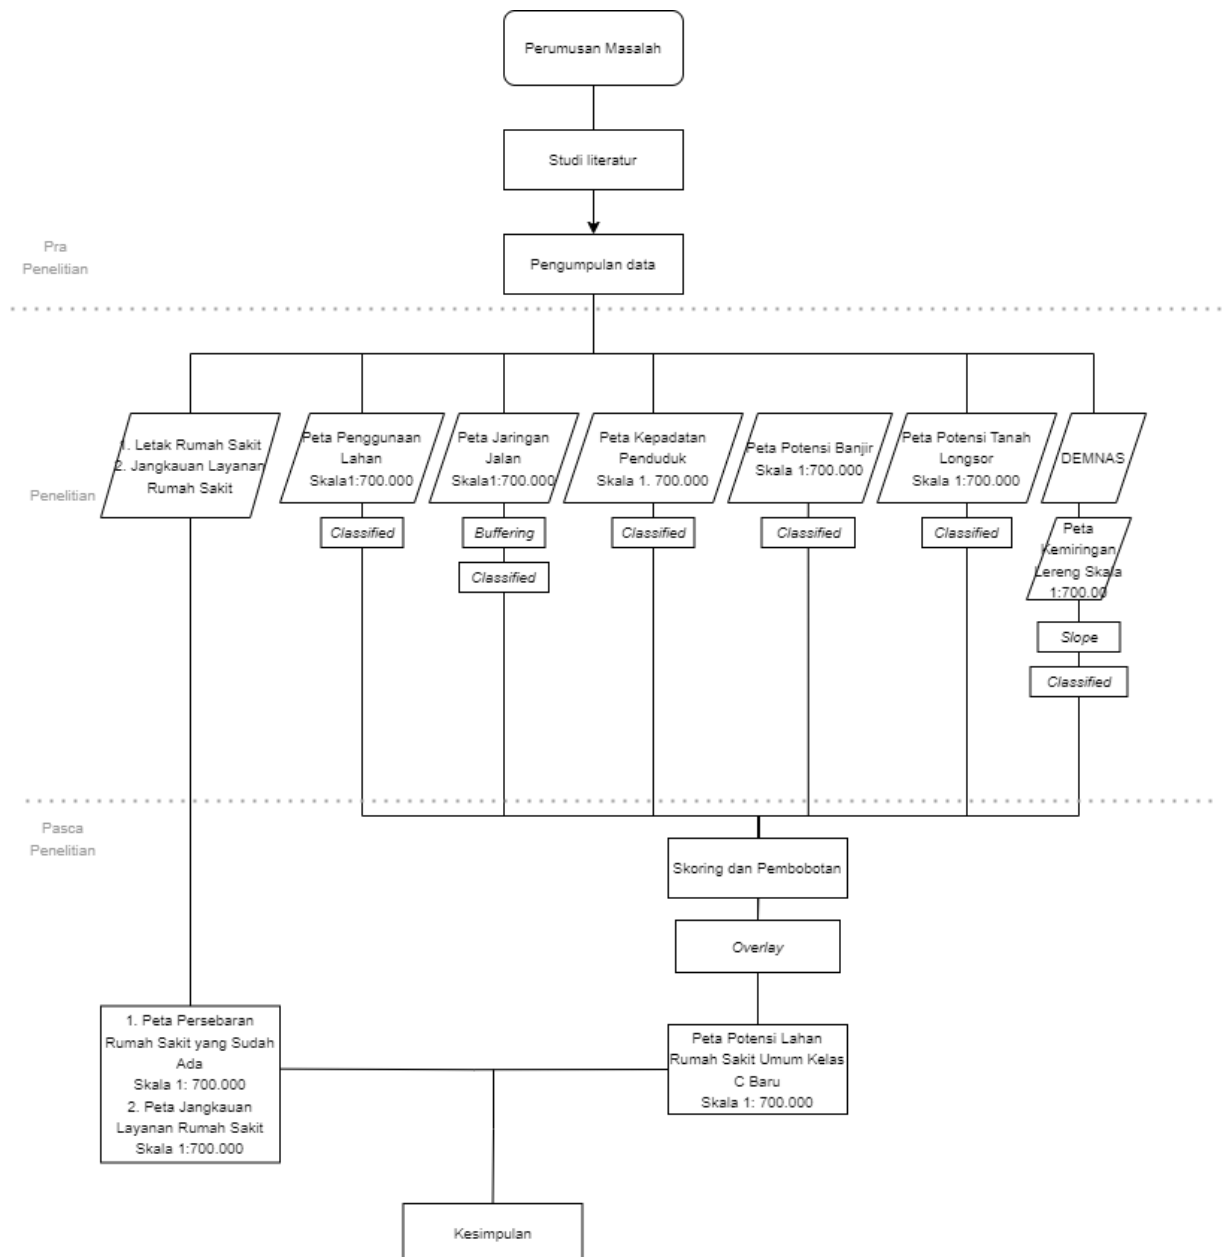 Perumusan Masalah
Studi literatur
Pra
Penelitian
Pengumpulan data
1. Letak Rumah Sakit
2. Jangkauan Layanan
Rumah Sakit
Peta Penggunaan
Lahan
Skala1:700.000
Peta Jaringan
Jalan
Skala1:700.000
Peta Kepadatan
Penduduk
Skala 1. 700.000
Peta Potensi Banjir
Skala 1:700.000
Peta Potensi Tanah
Longsor
Skala 1:700.000
DEMNAS
Penelitian
Classified
Buffering
Classified
Classified
Classified
Classified
Peta
Kemiringan
Lereng Skala
1:700.00
Slope
Classified
Pasca
Penelitian
Skoring dan Pembobotan
Overlay
1. Peta Persebaran
Rumah Sakit yang Sudah
Ada
Skala 1: 700.000
2. Peta Jangkauan
Layanan Rumah Sakit
Skala 1:700.000
Peta Potensi Lahan
Rumah Sakit Umum Kelas
C Baru
Skala 1: 700.000
Kesimpulan